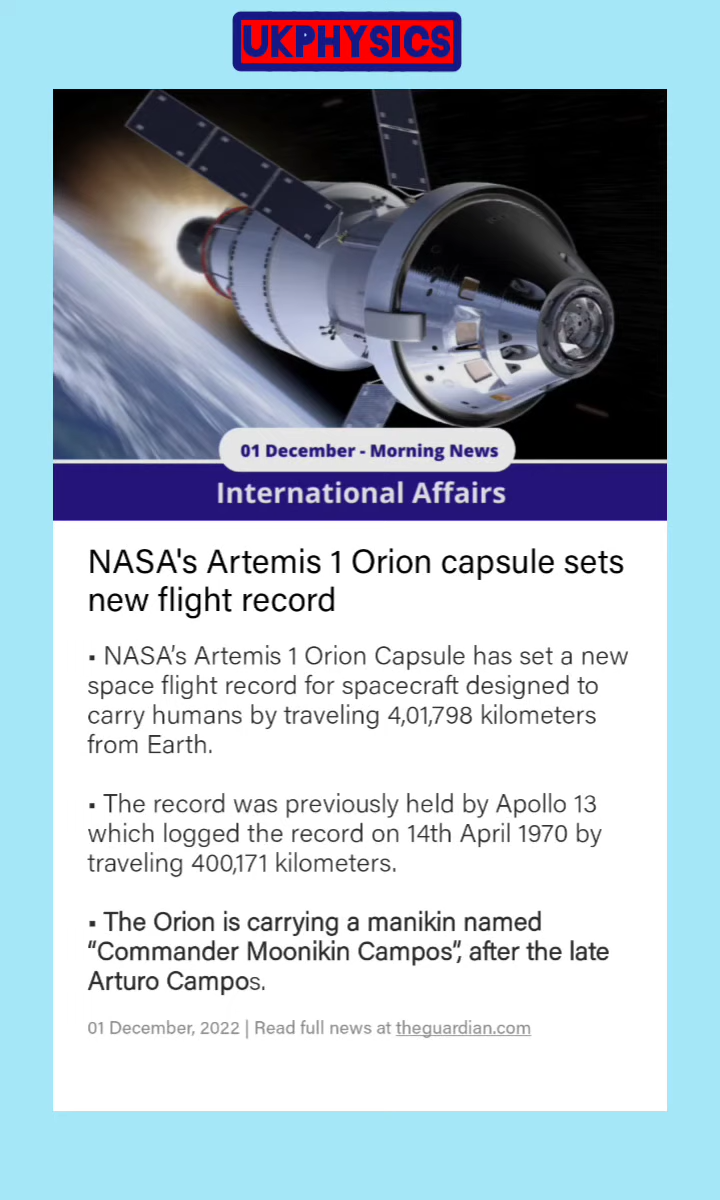 UKPHYSICS
01 December - Morning News
International Affairs
NASA's Artemis 1 Orion capsule sets
new flight record
▪ NASA’s Artemis 1 Orion Capsule has set a new
space flight record for spacecraft designed to
carry humans by traveling 4,01,798 kilometers
from Earth.
▪ The record was previously held by Apollo 13
which logged the record on 14th April 1970 by
traveling 400,171 kilometers.
▪ The Orion is carrying a manikin named
“Commander Moonikin Campos”, after the late
Arturo Campos.
01 December, 2022 | Read full news at theguardian.com